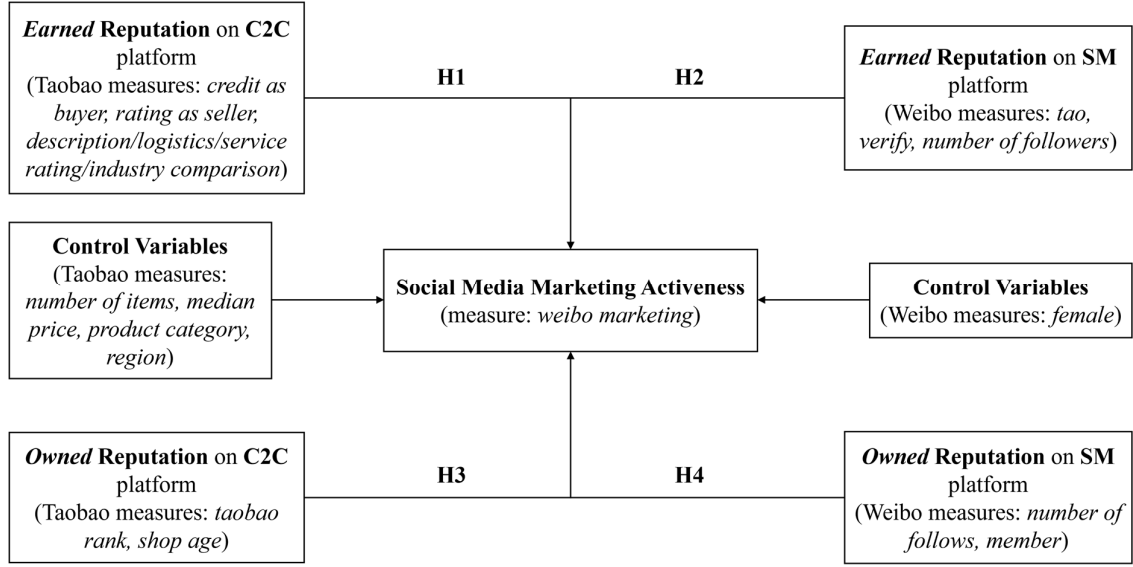 Earned Reputation on C2C
platform
(Taobao measures: credit as
buyer, rating as seller,
description/logistics/service
rating/industry comparison)
H1
H2
Earned Reputation on SM
platform
(Weibo measures: tao,
verify, number of followers)
Control Variables
(Taobao measures:
number of items, median
price, product category,
region)
Social Media Marketing Activeness
(measure: weibo marketing)
Control Variables
(Weibo measures: female)
Owned Reputation on C2C
platform
(Taobao measures: taobao
rank, shop age)
H3
H4
Owned Reputation on SM
platform
(Weibo measures: number of
follows, member)